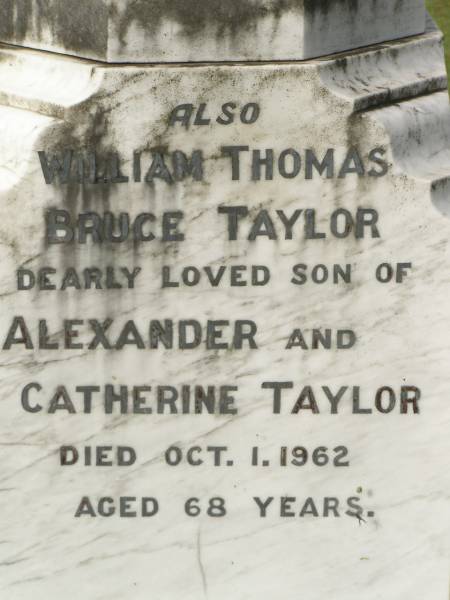 ALSO
WILLIAM THOMAS
BRUCE TAYLOR
DEARLY LOVED SON OF
ALEXANDER AND
CATHERINE TAYLOR
DIED OCT. 1. 1962
AGED 68 YEARS.